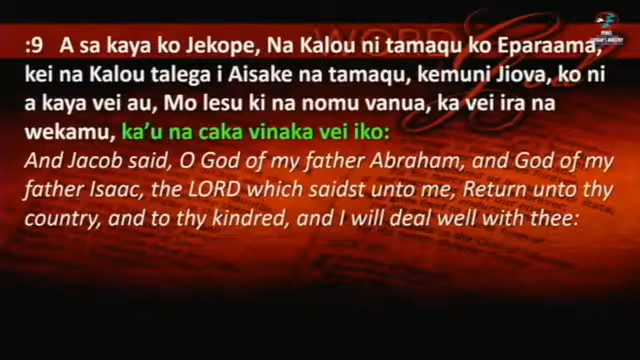 :9 A sa kaya ko Jekope, Na Kalou ni tamaqu ko Eparaama,
kei na Kalou talega i Aisake na tamaqu, kemuni Jiova, ko ni
a kaya vei au, Mo lesu ki na nomu vanua, ka vei ira na
wekamu, ka’u na caka vinaka vei iko:
And Jacob said, O God of my father Abraham, and God of my
father Isaac, the LORD which saidst unto me, Return unto thy
country, and to thy kindred, and I will deal well with thee: